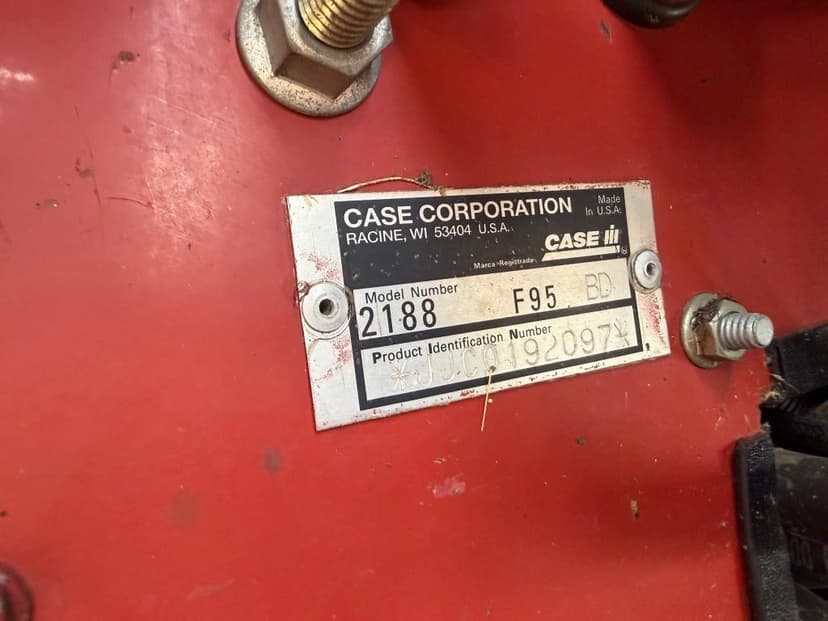 CASE CORPORATION
Made
In U.S.A.
RACINE, WI 53404 U.S.A.
CASE IH
Marca Registrada
Model Number
2188 F95 BD
Product Identification Number
*JJC0192097*